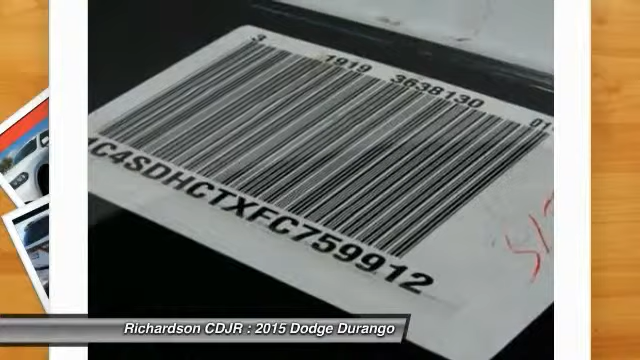 3 1919 3638130 01
1C4SDHCTXFC759912
Richardson CDJR : 2015 Dodge Durango